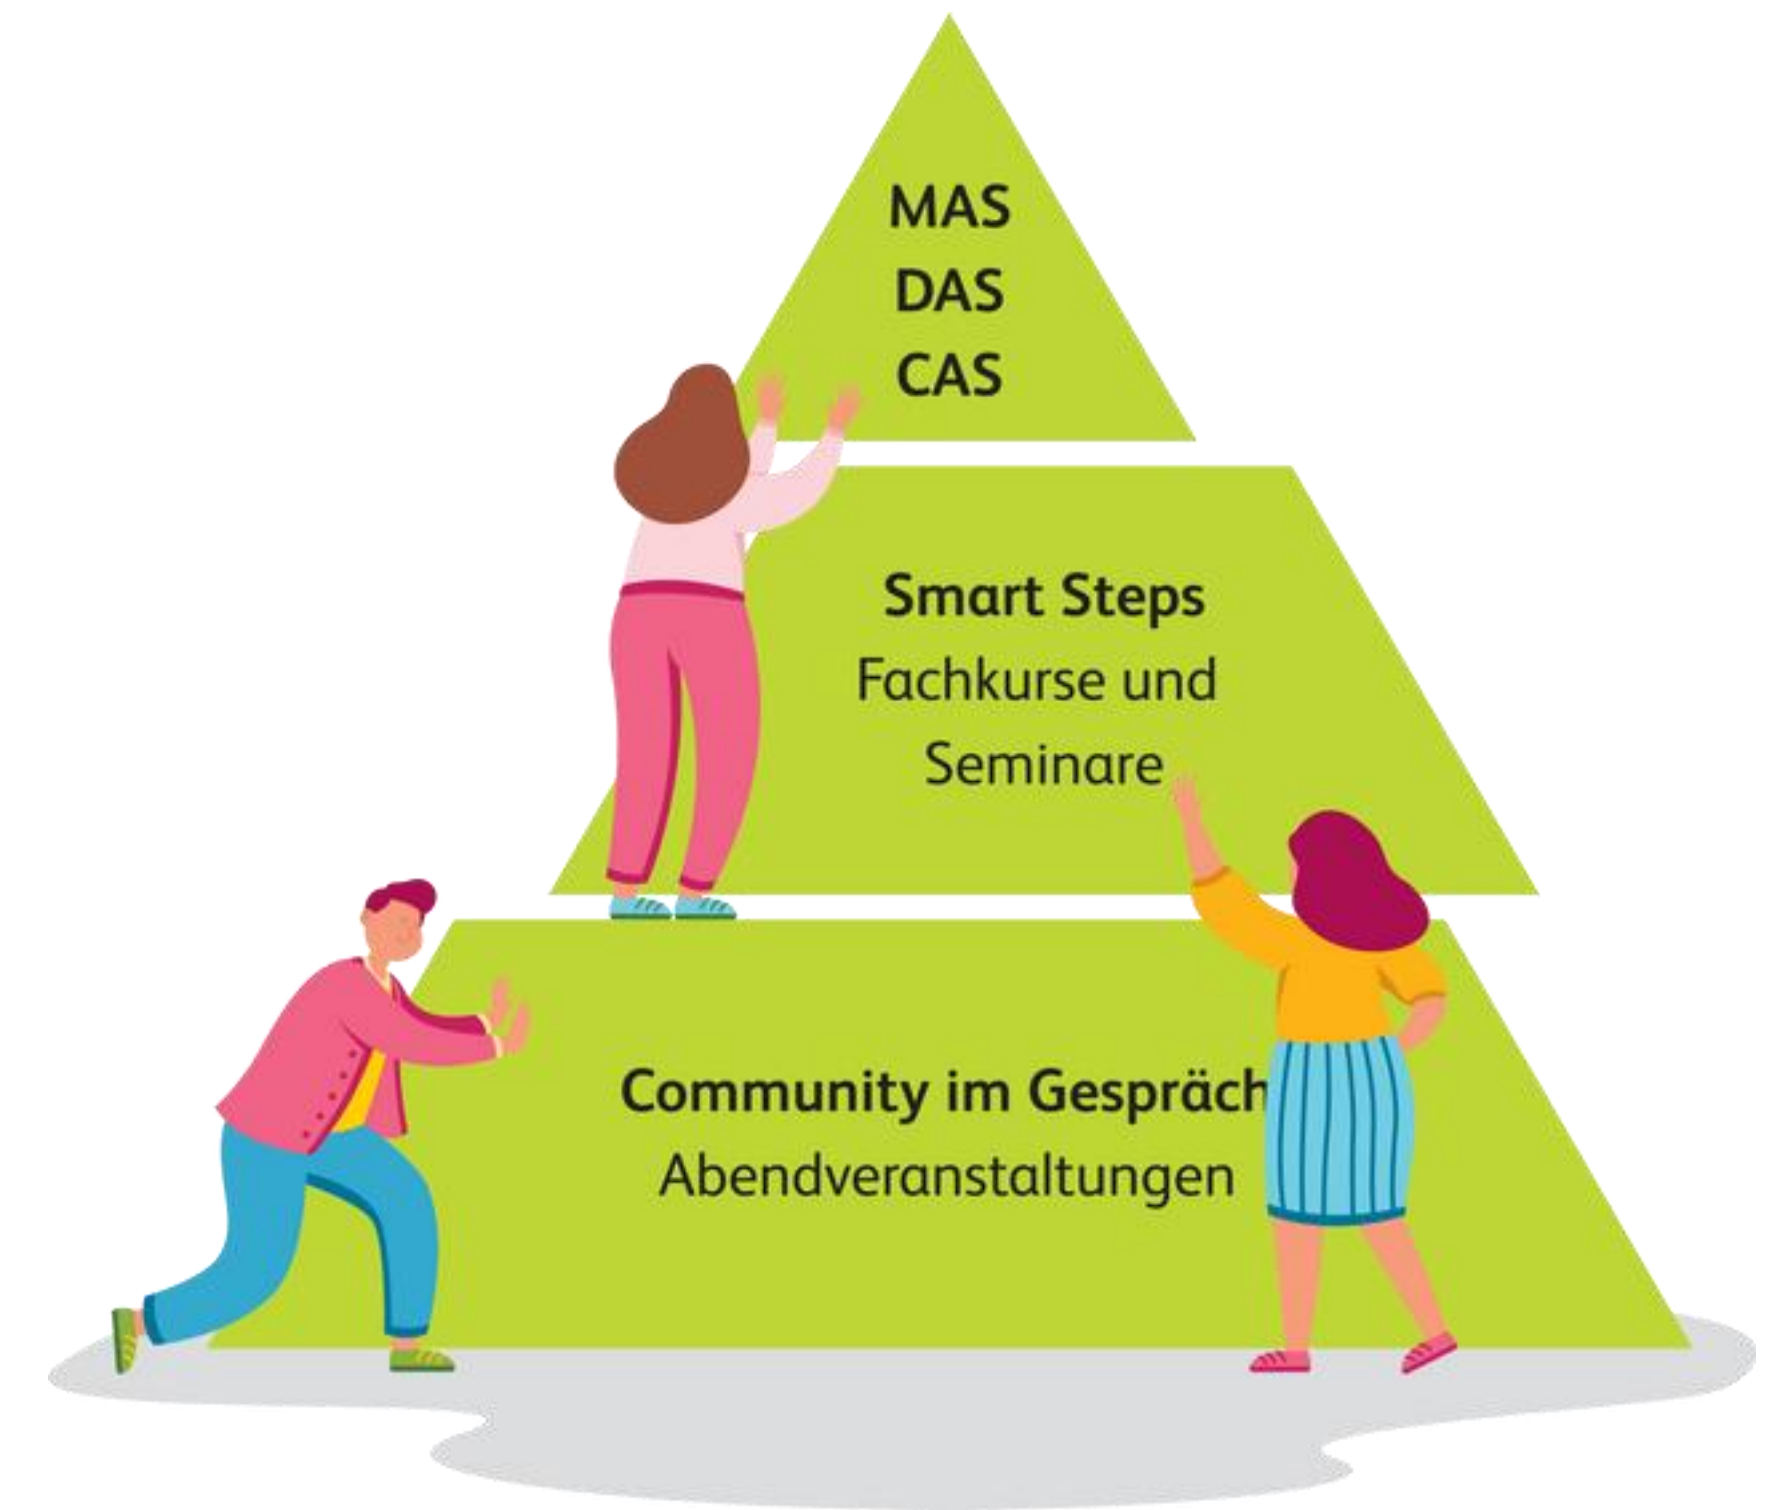 MAS
DAS
CAS
Smart Steps
Fachkurse und
Seminare
Community im Gespräch
Abendveranstaltungen